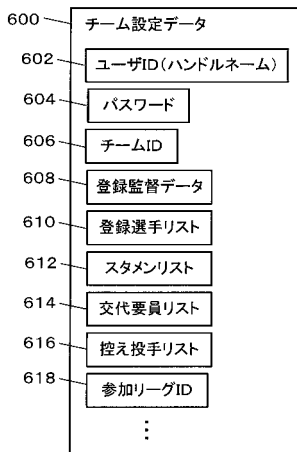 600 チーム設定データ
602 ユーザID(ハンドルネーム)
604 パスワード
606 チームID
608 登録監督データ
610 登録選手リスト
612 スタメンリスト
614 交代要員リスト
616 控え投手リスト
618 参加リーグID
⋮